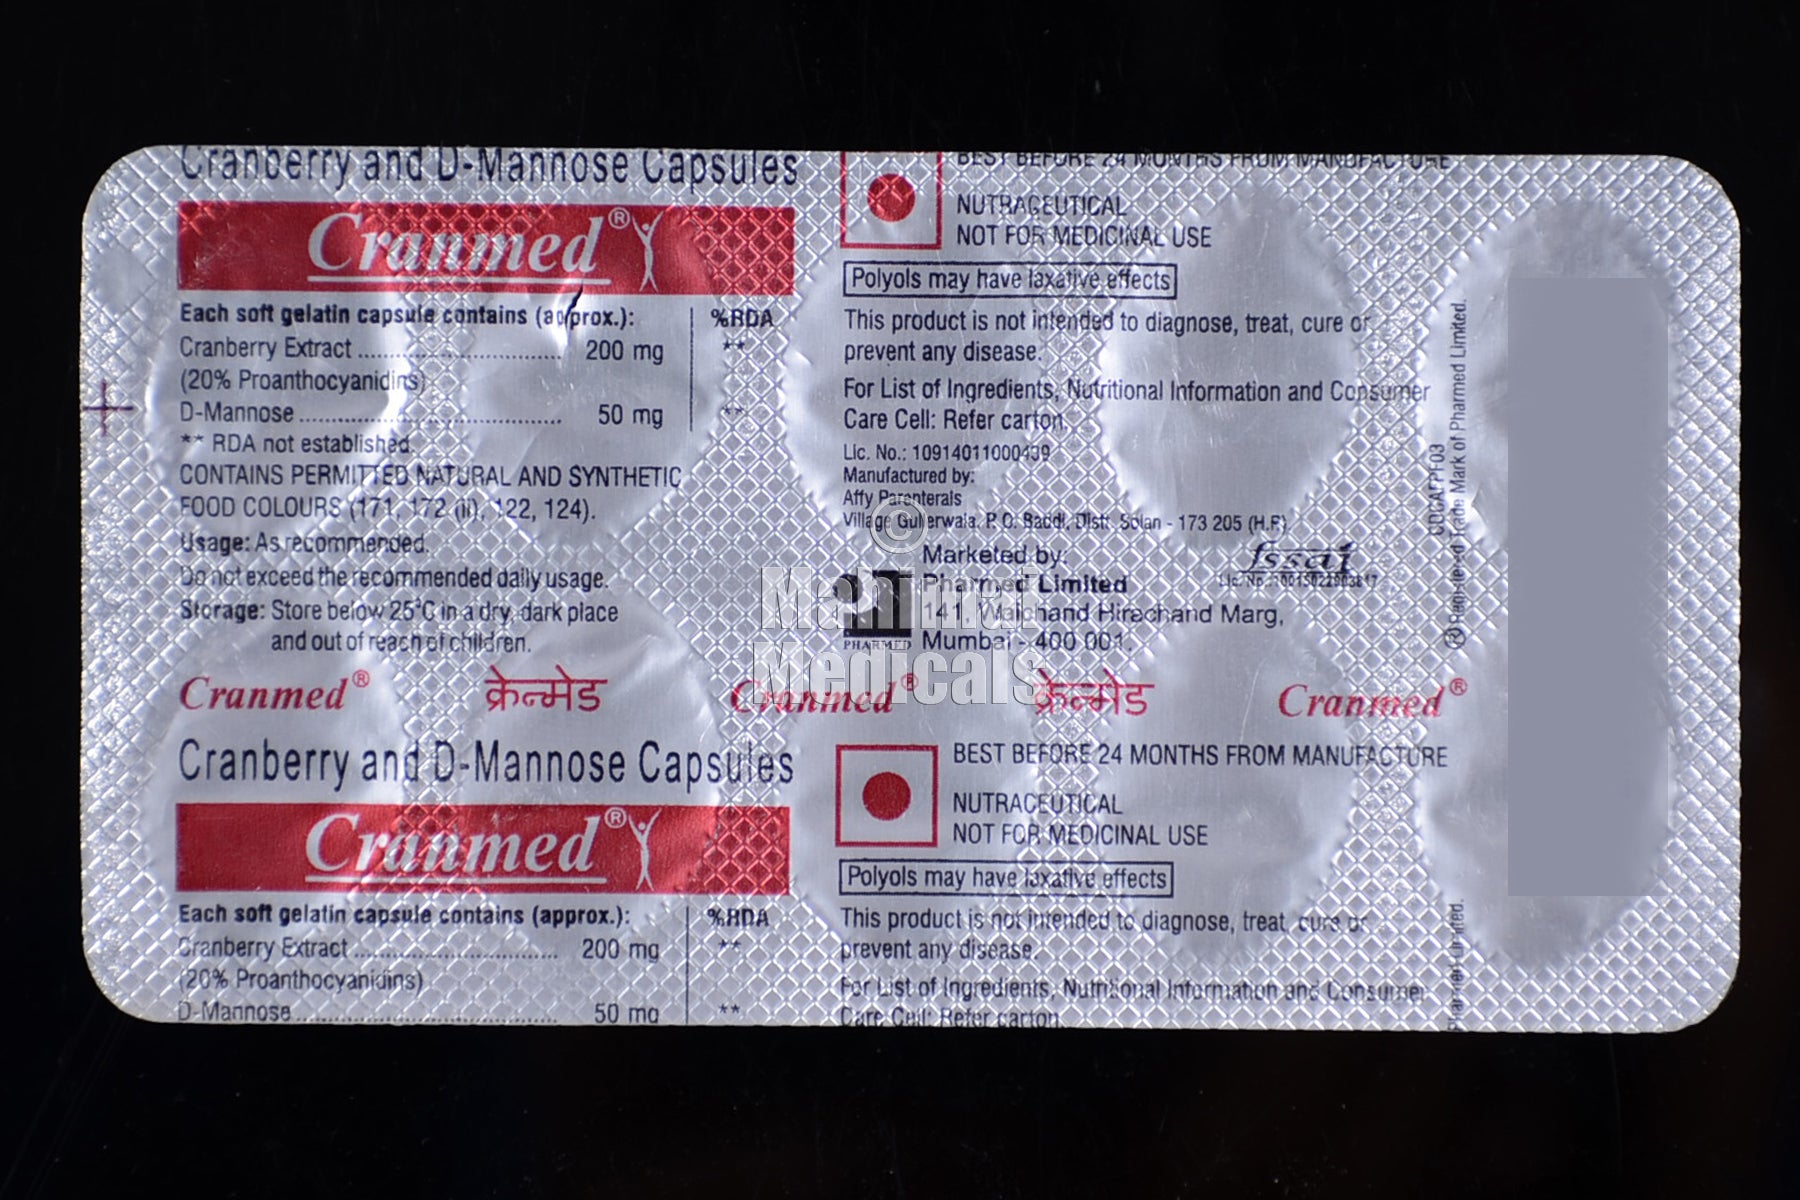 Cranberry and D-Mannose Capsules
Cranmed®
Each soft gelatin capsule contains (approx.): %RDA
Cranberry Extract .............................. 200 mg **
(20% Proanthocyanidins)
D-Mannose ........................................ 50 mg **
** RDA not established.
CONTAINS PERMITTED NATURAL AND SYNTHETIC
FOOD COLOURS (171, 172 (ii), 122, 124).
Usage: As recommended.
Do not exceed the recommended daily usage.
Storage: Store below 25°C in a dry, dark place
and out of reach of children.
BEST BEFORE 24 MONTHS FROM MANUFACTURE
NUTRACEUTICAL
NOT FOR MEDICINAL USE
Polyols may have laxative effects
This product is not intended to diagnose, treat, cure or
prevent any disease.
For List of Ingredients, Nutritional Information and Consumer
Care Cell: Refer carton.
Lic. No.: 10914011000439
Manufactured by:
Affy Parenterals
Village Gullerwala, P. O. Baddi, Distt. Solan - 173 205 (H.P.)
fssai
Lic. No.
Marketed by:
Pharmed Limited
141, Walchand Hirachand Marg,
Mumbai - 400 001.
PHARMED
® Registered Trade Mark of Pharmed Limited.
©
Mahimai
Medicals
Cranmed® क्रेन्मेड Cranmed® क्रेन्मेड Cranmed®
Cranberry and D-Mannose Capsules
Cranmed®
Each soft gelatin capsule contains (approx.): %RDA
Cranberry Extract .............................. 200 mg **
(20% Proanthocyanidins)
D-Mannose ........................................ 50 mg **
BEST BEFORE 24 MONTHS FROM MANUFACTURE
NUTRACEUTICAL
NOT FOR MEDICINAL USE
Polyols may have laxative effects
This product is not intended to diagnose, treat, cure or
prevent any disease.
For List of Ingredients, Nutritional Information and Consumer
Care Cell: Refer carton.
Pharmed Limited.